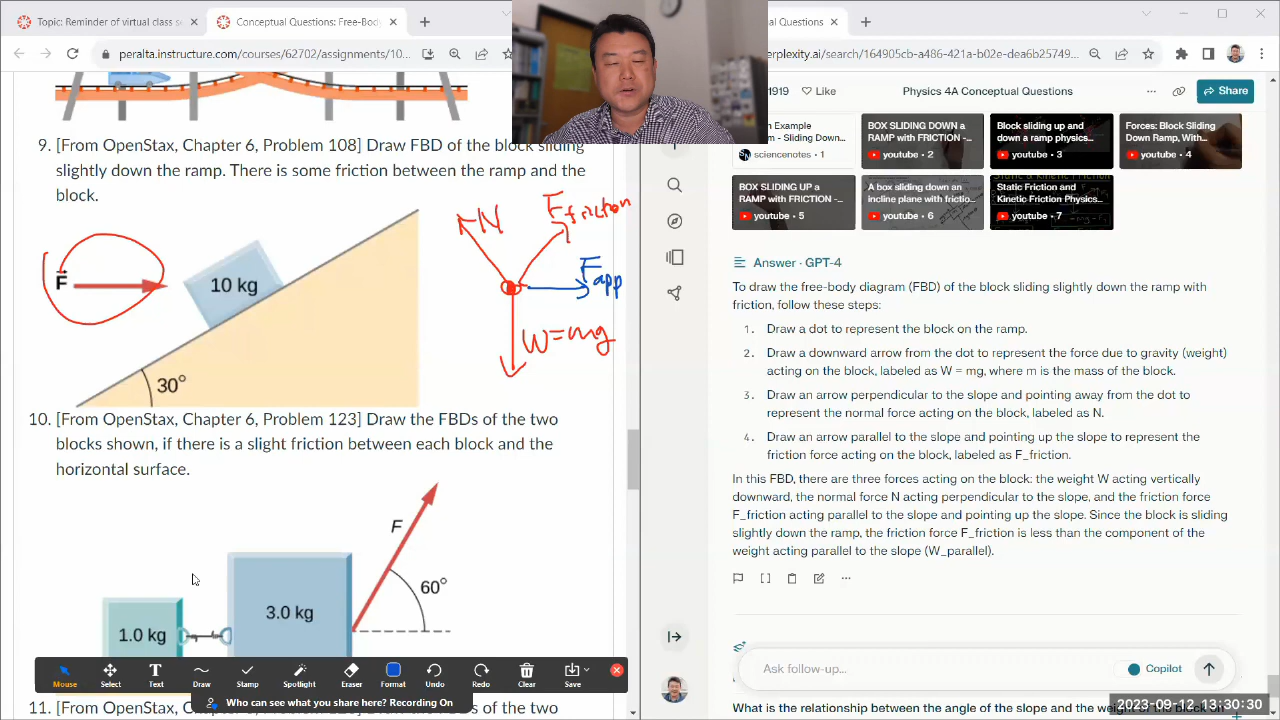 Topic: Reminder of virtual class s
Conceptual Questions: Free-Body
al Questions
peralta.instructure.com/courses/62702/assignments/10...
1919
Like
Physics 4A Conceptual Questions
Share
m Example
- Sliding Down...
sciencenotes · 1
BOX SLIDING DOWN a
RAMP with FRICTION -...
youtube · 2
Block sliding up and
down a ramp physics...
youtube · 3
Forces: Block Sliding
Down Ramp, With...
youtube · 4
BOX SLIDING UP a
RAMP with FRICTION -...
youtube · 5
A box sliding down an
incline plane with frictio...
youtube · 6
Static Friction and
Kinetic Friction Physics...
youtube · 7
9. [From OpenStax, Chapter 6, Problem 108] Draw FBD of the block sliding
slightly down the ramp. There is some friction between the ramp and the
block.
F
10 kg
30°
N
F friction
F app
W=mg
10. [From OpenStax, Chapter 6, Problem 123] Draw the FBDs of the two
blocks shown, if there is a slight friction between each block and the
horizontal surface.
F
60°
3.0 kg
1.0 kg
Answer · GPT-4
To draw the free-body diagram (FBD) of the block sliding slightly down the ramp with
friction, follow these steps:
1. Draw a dot to represent the block on the ramp.
2. Draw a downward arrow from the dot to represent the force due to gravity (weight)
acting on the block, labeled as W = mg, where m is the mass of the block.
3. Draw an arrow perpendicular to the slope and pointing away from the dot to
represent the normal force acting on the block, labeled as N.
4. Draw an arrow parallel to the slope and pointing up the slope to represent the
friction force acting on the block, labeled as F_friction.
In this FBD, there are three forces acting on the block: the weight W acting vertically
downward, the normal force N acting perpendicular to the slope, and the friction force
F_friction acting parallel to the slope and pointing up the slope. Since the block is sliding
slightly down the ramp, the friction force F_friction is less than the component of the
weight acting parallel to the slope (W_parallel).
Ask follow-up...
Copilot
Mouse
Select
Text
Draw
Stamp
Spotlight
Eraser
Format
Undo
Redo
Clear
Save
Who can see what you share here? Recording On
11. [From OpenStax,
What is the relationship between the angle of the slope and the
2023-09-12 13:30:30